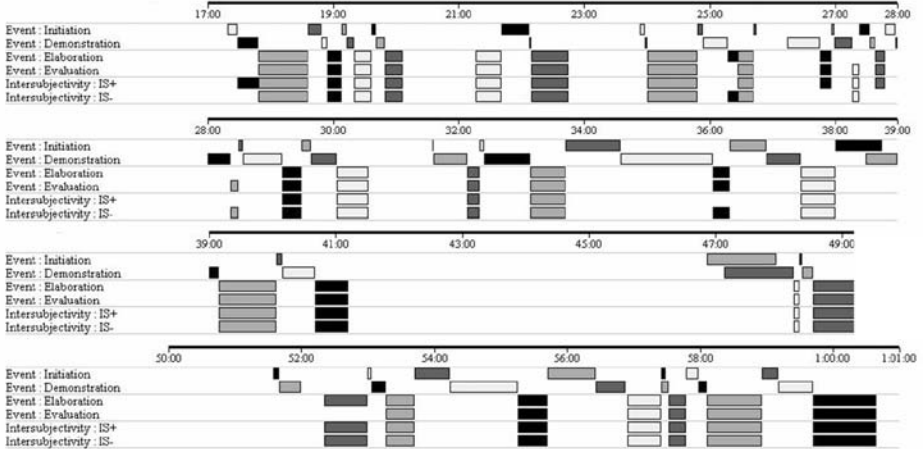 17:00 19:00 21:00 23:00 25:00 27:00 28:00
Event : Initiation
Event : Demonstration
Event : Elaboration
Event : Evaluation
Intersubjectivity : IS+
Intersubjectivity : IS-
28:00 30:00 32:00 34:00 36:00 38:00 39:00
Event : Initiation
Event : Demonstration
Event : Elaboration
Event : Evaluation
Intersubjectivity : IS+
Intersubjectivity : IS-
39:00 41:00 43:00 45:00 47:00 49:00
Event : Initiation
Event : Demonstration
Event : Elaboration
Event : Evaluation
Intersubjectivity : IS+
Intersubjectivity : IS-
50:00 52:00 54:00 56:00 58:00 1:00:00 1:01:00
Event : Initiation
Event : Demonstration
Event : Elaboration
Event : Evaluation
Intersubjectivity : IS+
Intersubjectivity : IS-